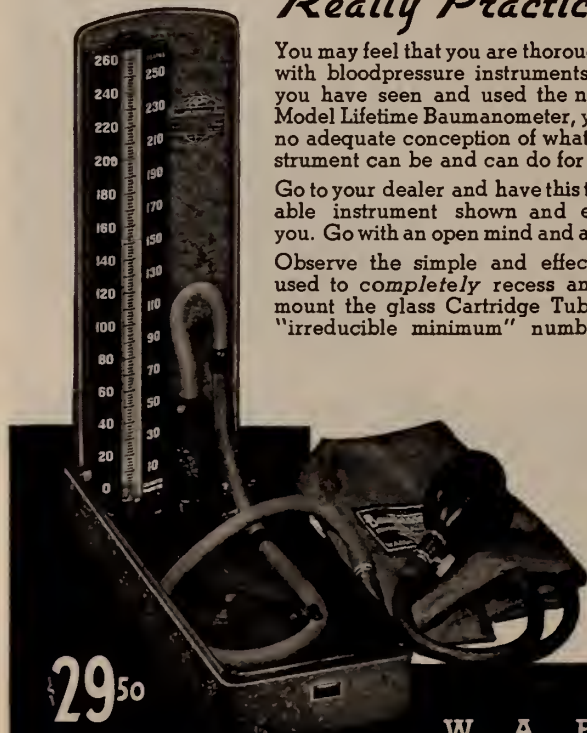 Really Practic
You may feel that you are thorou
with bloodpressure instruments
you have seen and used the n
Model Lifetime Baumanometer, y
no adequate conception of what
strument can be and can do for
Go to your dealer and have this f
able instrument shown and e
you. Go with an open mind and a
Observe the simple and effec
used to completely recess an
mount the glass Cartridge Tub
"irreducible minimum" numb
260
250
240
230
220
210
200
190
180
170
160
150
140
130
120
110
100
90
80
70
60
50
40
30
20
10
0
$29.50
W A